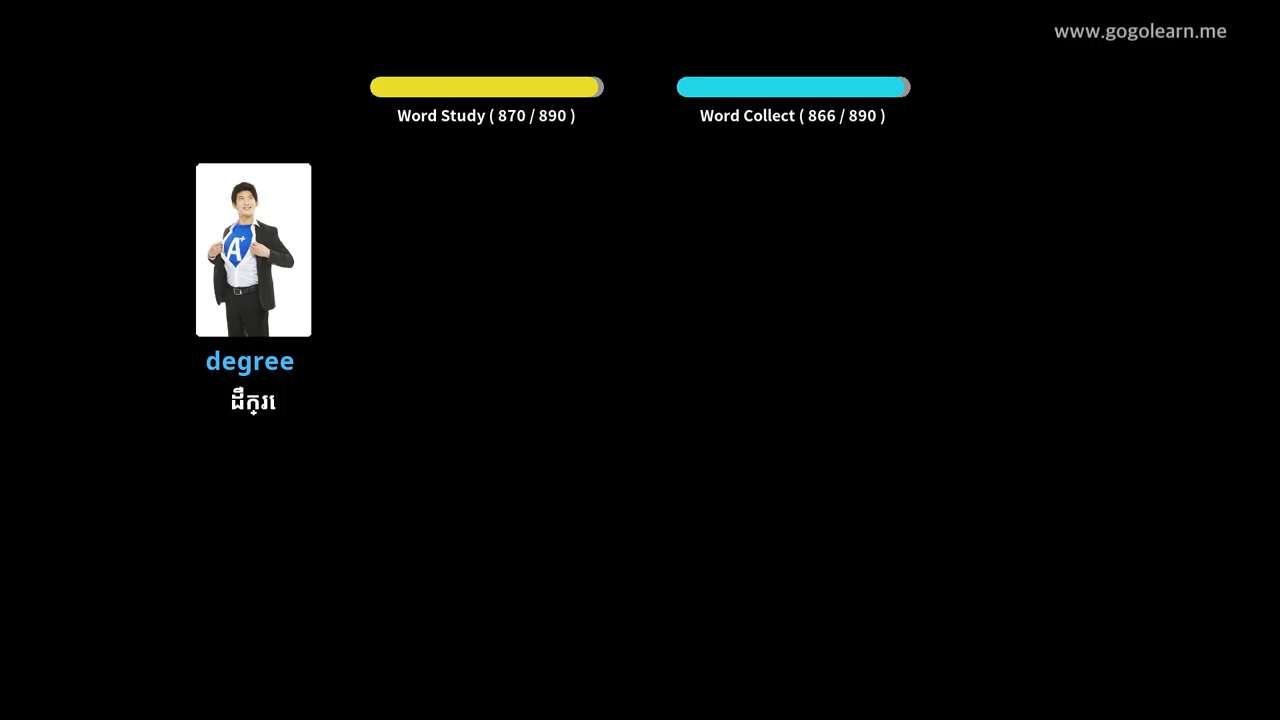 www.gogolearn.me
Word Study ( 870 / 890 )
Word Collect ( 866 / 890 )
A+
degree
ដឺក្រេ